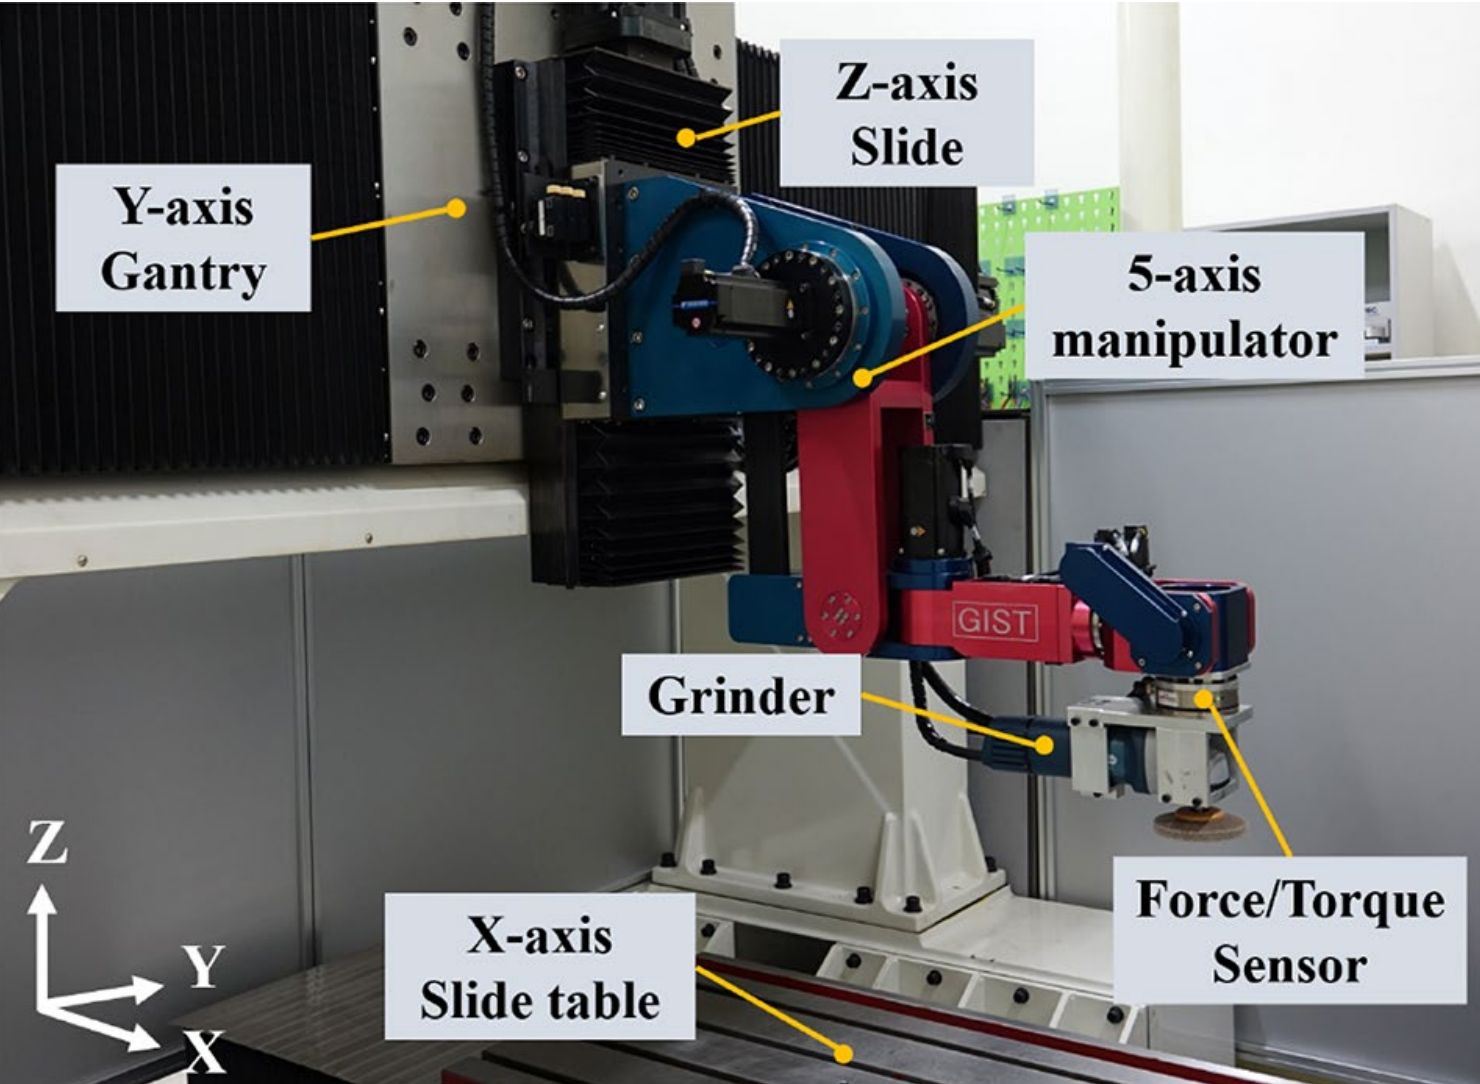 Z-axis
Slide
Y-axis
Gantry
5-axis
manipulator
GIST
Grinder
Force/Torque
Sensor
X-axis
Slide table
Z
Y
X